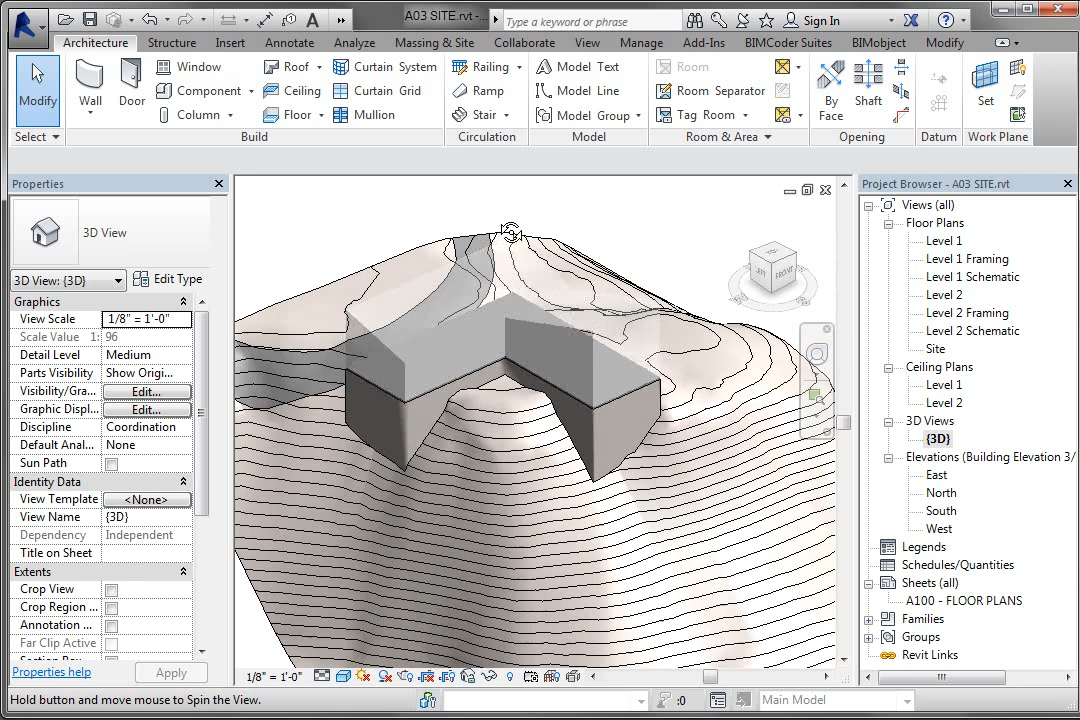 A03 SITE.rvt -...
Type a keyword or phrase
Sign In
Architecture Structure Insert Annotate Analyze Massing & Site Collaborate View Manage Add-Ins BIMCoder Suites BIMobject Modify
Modify
Wall
Door
Window
Component
Column
Roof
Ceiling
Floor
Curtain System
Curtain Grid
Mullion
Railing
Ramp
Stair
Model Text
Model Line
Model Group
Room
Room Separator
Tag Room
By
Face
Shaft
Set
Select Build Circulation Model Room & Area Opening Datum Work Plane
Properties
3D View
3D View: {3D} Edit Type
Graphics
View Scale 1/8" = 1'-0"
Scale Value 1: 96
Detail Level Medium
Parts Visibility Show Origi...
Visibility/Gra... Edit...
Graphic Displ... Edit...
Discipline Coordination
Default Anal... None
Sun Path
Identity Data
View Template <None>
View Name {3D}
Dependency Independent
Title on Sheet
Extents
Crop View
Crop Region ...
Annotation ...
Far Clip Active
Properties help Apply
FRONT
1/8" = 1'-0"
Project Browser - A03 SITE.rvt
Views (all)
Floor Plans
Level 1
Level 1 Framing
Level 1 Schematic
Level 2
Level 2 Framing
Level 2 Schematic
Site
Ceiling Plans
Level 1
Level 2
3D Views
{3D}
Elevations (Building Elevation 3/
East
North
South
West
Legends
Schedules/Quantities
Sheets (all)
A100 - FLOOR PLANS
Families
Groups
Revit Links
Hold button and move mouse to Spin the View.
:0
Main Model